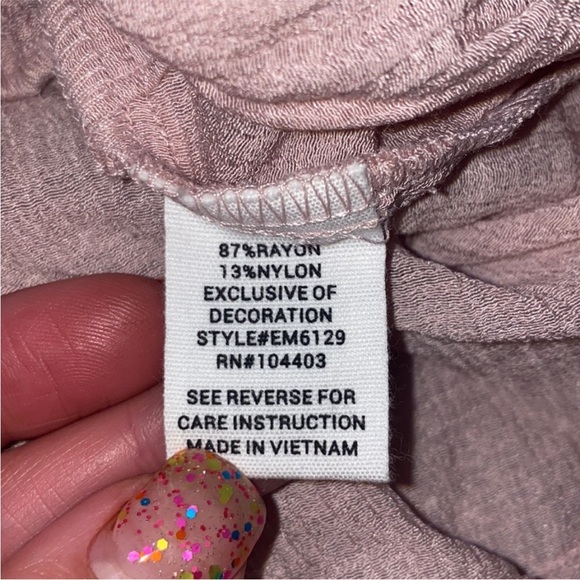 87%RAYON
13%NYLON
EXCLUSIVE OF
DECORATION
STYLE#EM6129
RN#104403
SEE REVERSE FOR
CARE INSTRUCTION
MADE IN VIETNAM